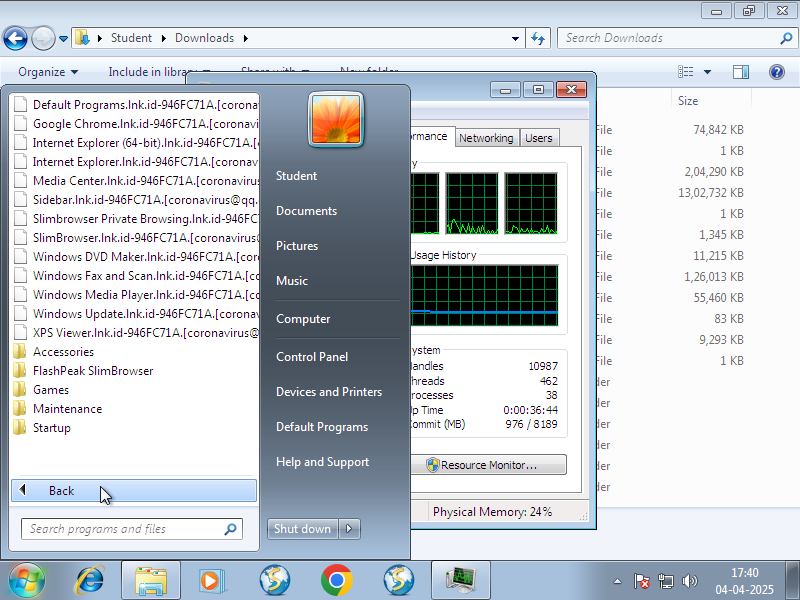 Student
Downloads
Search Downloads
Organize
Include in library
Share with
New folder
Size
File 74,842 KB
File 1 KB
File 2,04,290 KB
File 13,02,732 KB
File 1 KB
File 1,345 KB
File 11,215 KB
File 1,26,013 KB
File 55,460 KB
File 83 KB
File 9,293 KB
File 1 KB
der
der
der
der
der
der
Default Programs.lnk.id-946FC71A.[corona
Google Chrome.lnk.id-946FC71A.[coronavi
Internet Explorer (64-bit).lnk.id-946FC71A.
Internet Explorer.lnk.id-946FC71A.[corona
Media Center.lnk.id-946FC71A.[coronavirus
Sidebar.lnk.id-946FC71A.[coronavirus@qq.
Slimbrowser Private Browsing.lnk.id-946FC
SlimBrowser.lnk.id-946FC71A.[coronavirus
Windows DVD Maker.lnk.id-946FC71A.[cor
Windows Fax and Scan.lnk.id-946FC71A.[c
Windows Media Player.lnk.id-946FC71A.[c
Windows Update.lnk.id-946FC71A.[corona
XPS Viewer.lnk.id-946FC71A.[coronavirus@
Accessories
FlashPeak SlimBrowser
Games
Maintenance
Startup
Back
Search programs and files
Student
Documents
Pictures
Music
Computer
Control Panel
Devices and Printers
Default Programs
Help and Support
Shut down
rmance
Networking
Users
y
Usage History
ystem
andles 10987
hreads 462
rocesses 38
p Time 0:00:36:44
ommit (MB) 976 / 8189
Resource Monitor...
Physical Memory: 24%
17:40
04-04-2025